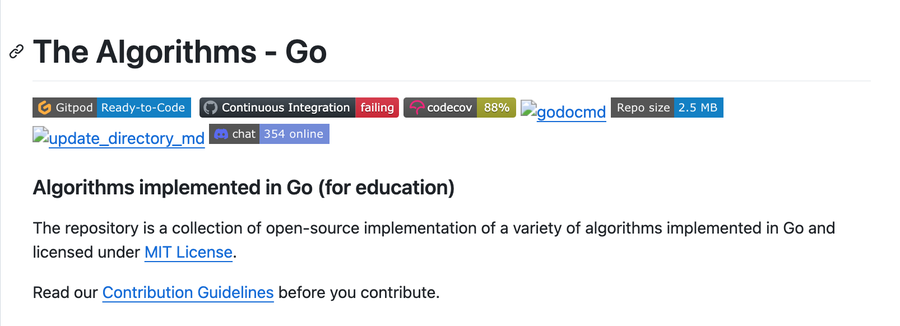 The Algorithms - Go
Gitpod Ready-to-Code Continuous Integration failing codecov 88% godocmd Repo size 2.5 MB
update_directory_md chat 354 online
Algorithms implemented in Go (for education)
The repository is a collection of open-source implementation of a variety of algorithms implemented in Go and
licensed under MIT License.
Read our Contribution Guidelines before you contribute.